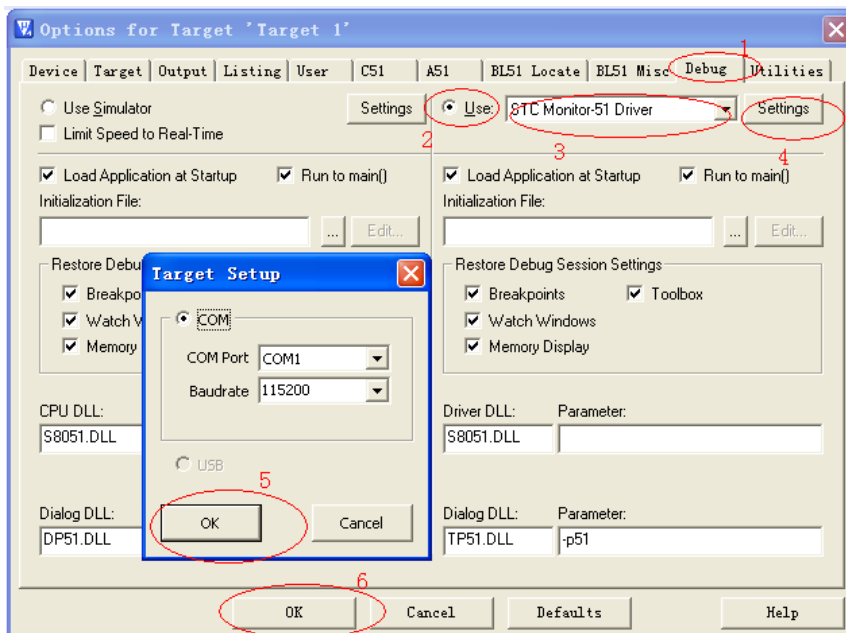 Options for Target 'Target 1'
1
Device Target Output Listing User C51 A51 BL51 Locate BL51 Misc Debug Utilities
Use Simulator Settings Use: STC Monitor-51 Driver Settings
Limit Speed to Real-Time 2 3 4
Load Application at Startup Run to main() Load Application at Startup Run to main()
Initialization File: Initialization File:
... Edit... ... Edit...
Restore Debu Restore Debug Session Settings
Breakpo Breakpoints Toolbox
Watch W Watch Windows
Memory Memory Display
Target Setup
COM
COM Port COM1
Baudrate 115200
USB
5
OK Cancel
CPU DLL: Driver DLL: Parameter:
S8051.DLL S8051.DLL
Dialog DLL: Dialog DLL: Parameter:
DP51.DLL TP51.DLL -p51
6
OK Cancel Defaults Help